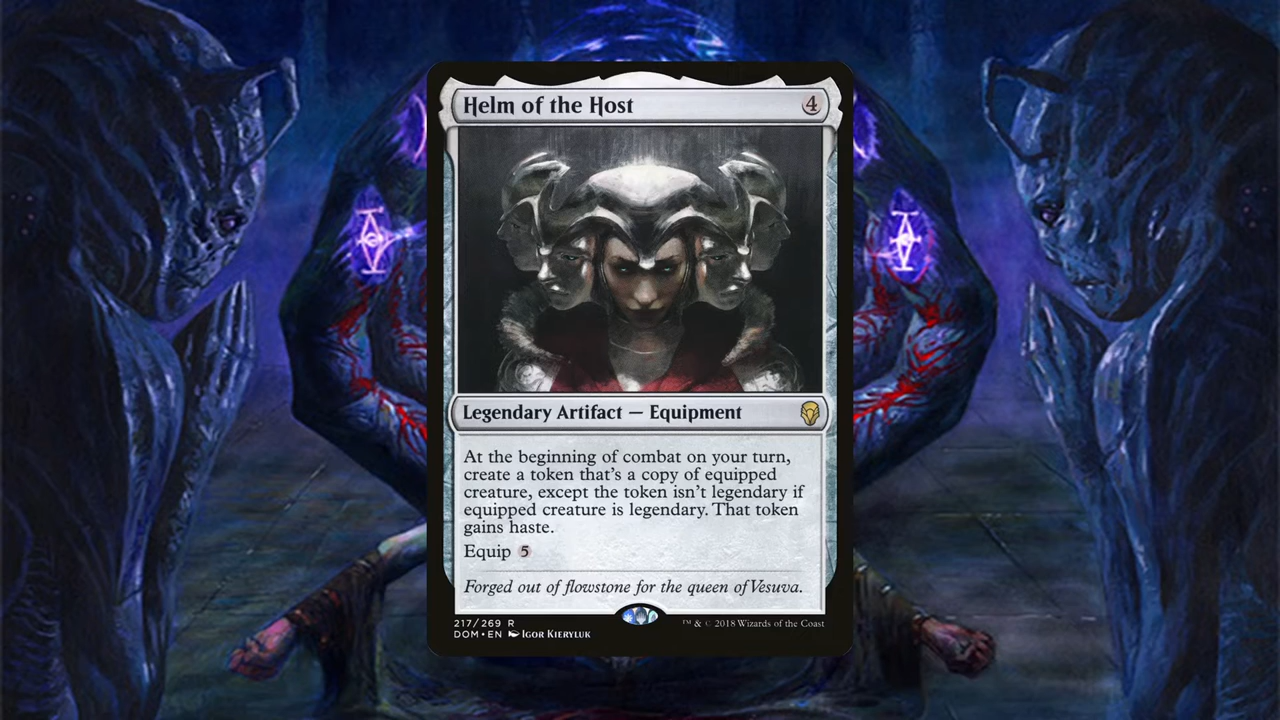 Helm of the Host 4
Legendary Artifact — Equipment
At the beginning of combat on your turn,
create a token that's a copy of equipped
creature, except the token isn't legendary if
equipped creature is legendary. That token
gains haste.
Equip 5
Forged out of flowstone for the queen of Vesuva.
217/269 R
DOM • EN Igor Kieryluk
™ & © 2018 Wizards of the Coast